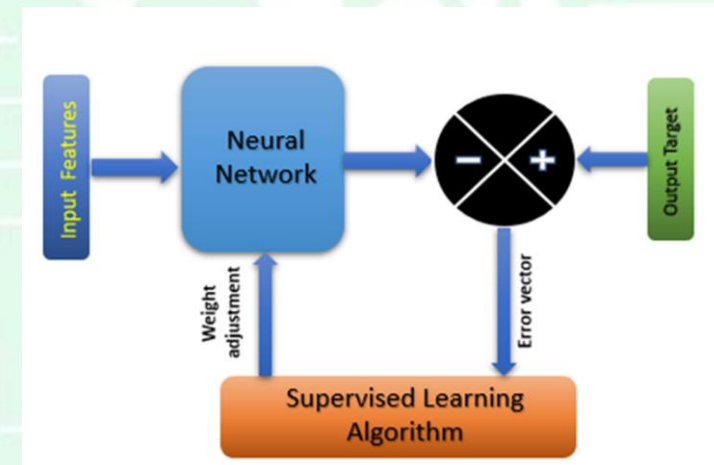 Input Features
Neural
Network
−
+
Output Target
Weight
adjustment
Error vector
Supervised Learning
Algorithm